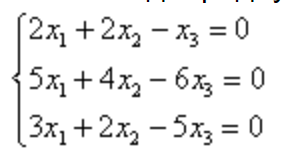 2x₁ + 2x₂ − x₃ = 0
5x₁ + 4x₂ − 6x₃ = 0
3x₁ + 2x₂ − 5x₃ = 0